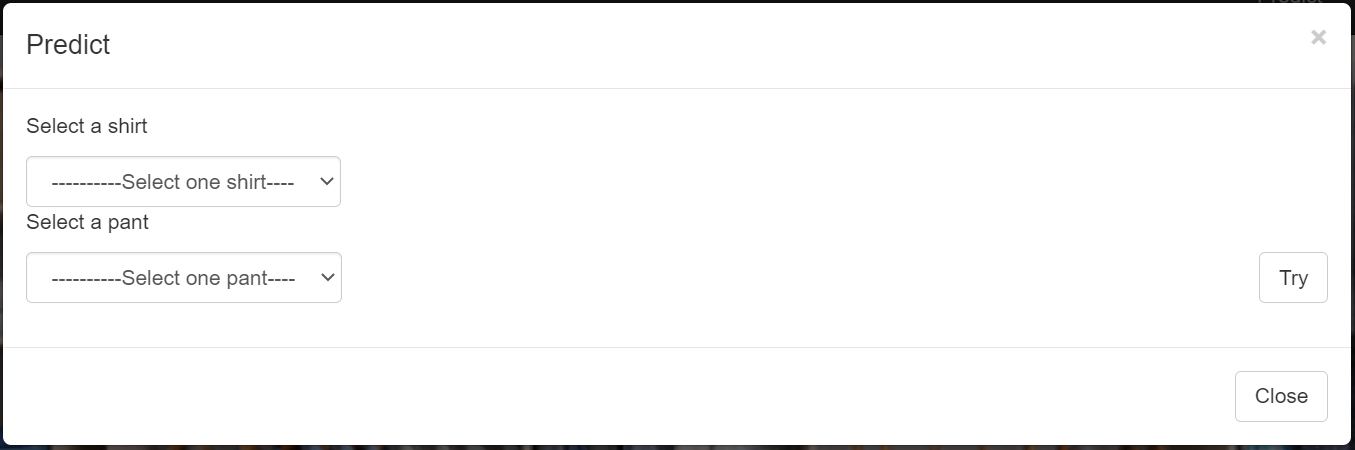 Predict
×
Select a shirt
----------Select one shirt----
Select a pant
----------Select one pant----
Try
Close